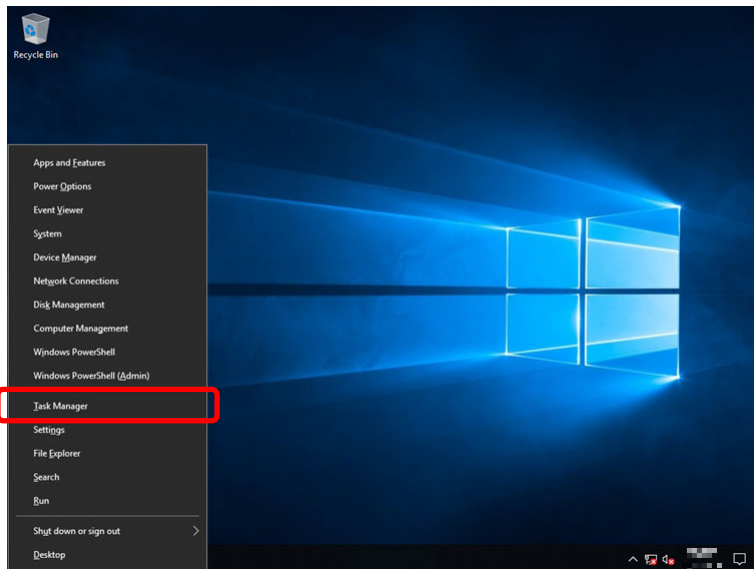 Recycle Bin
Apps and Features
Power Options
Event Viewer
System
Device Manager
Network Connections
Disk Management
Computer Management
Windows PowerShell
Windows PowerShell (Admin)
Task Manager
Settings
File Explorer
Search
Run
Shut down or sign out
Desktop